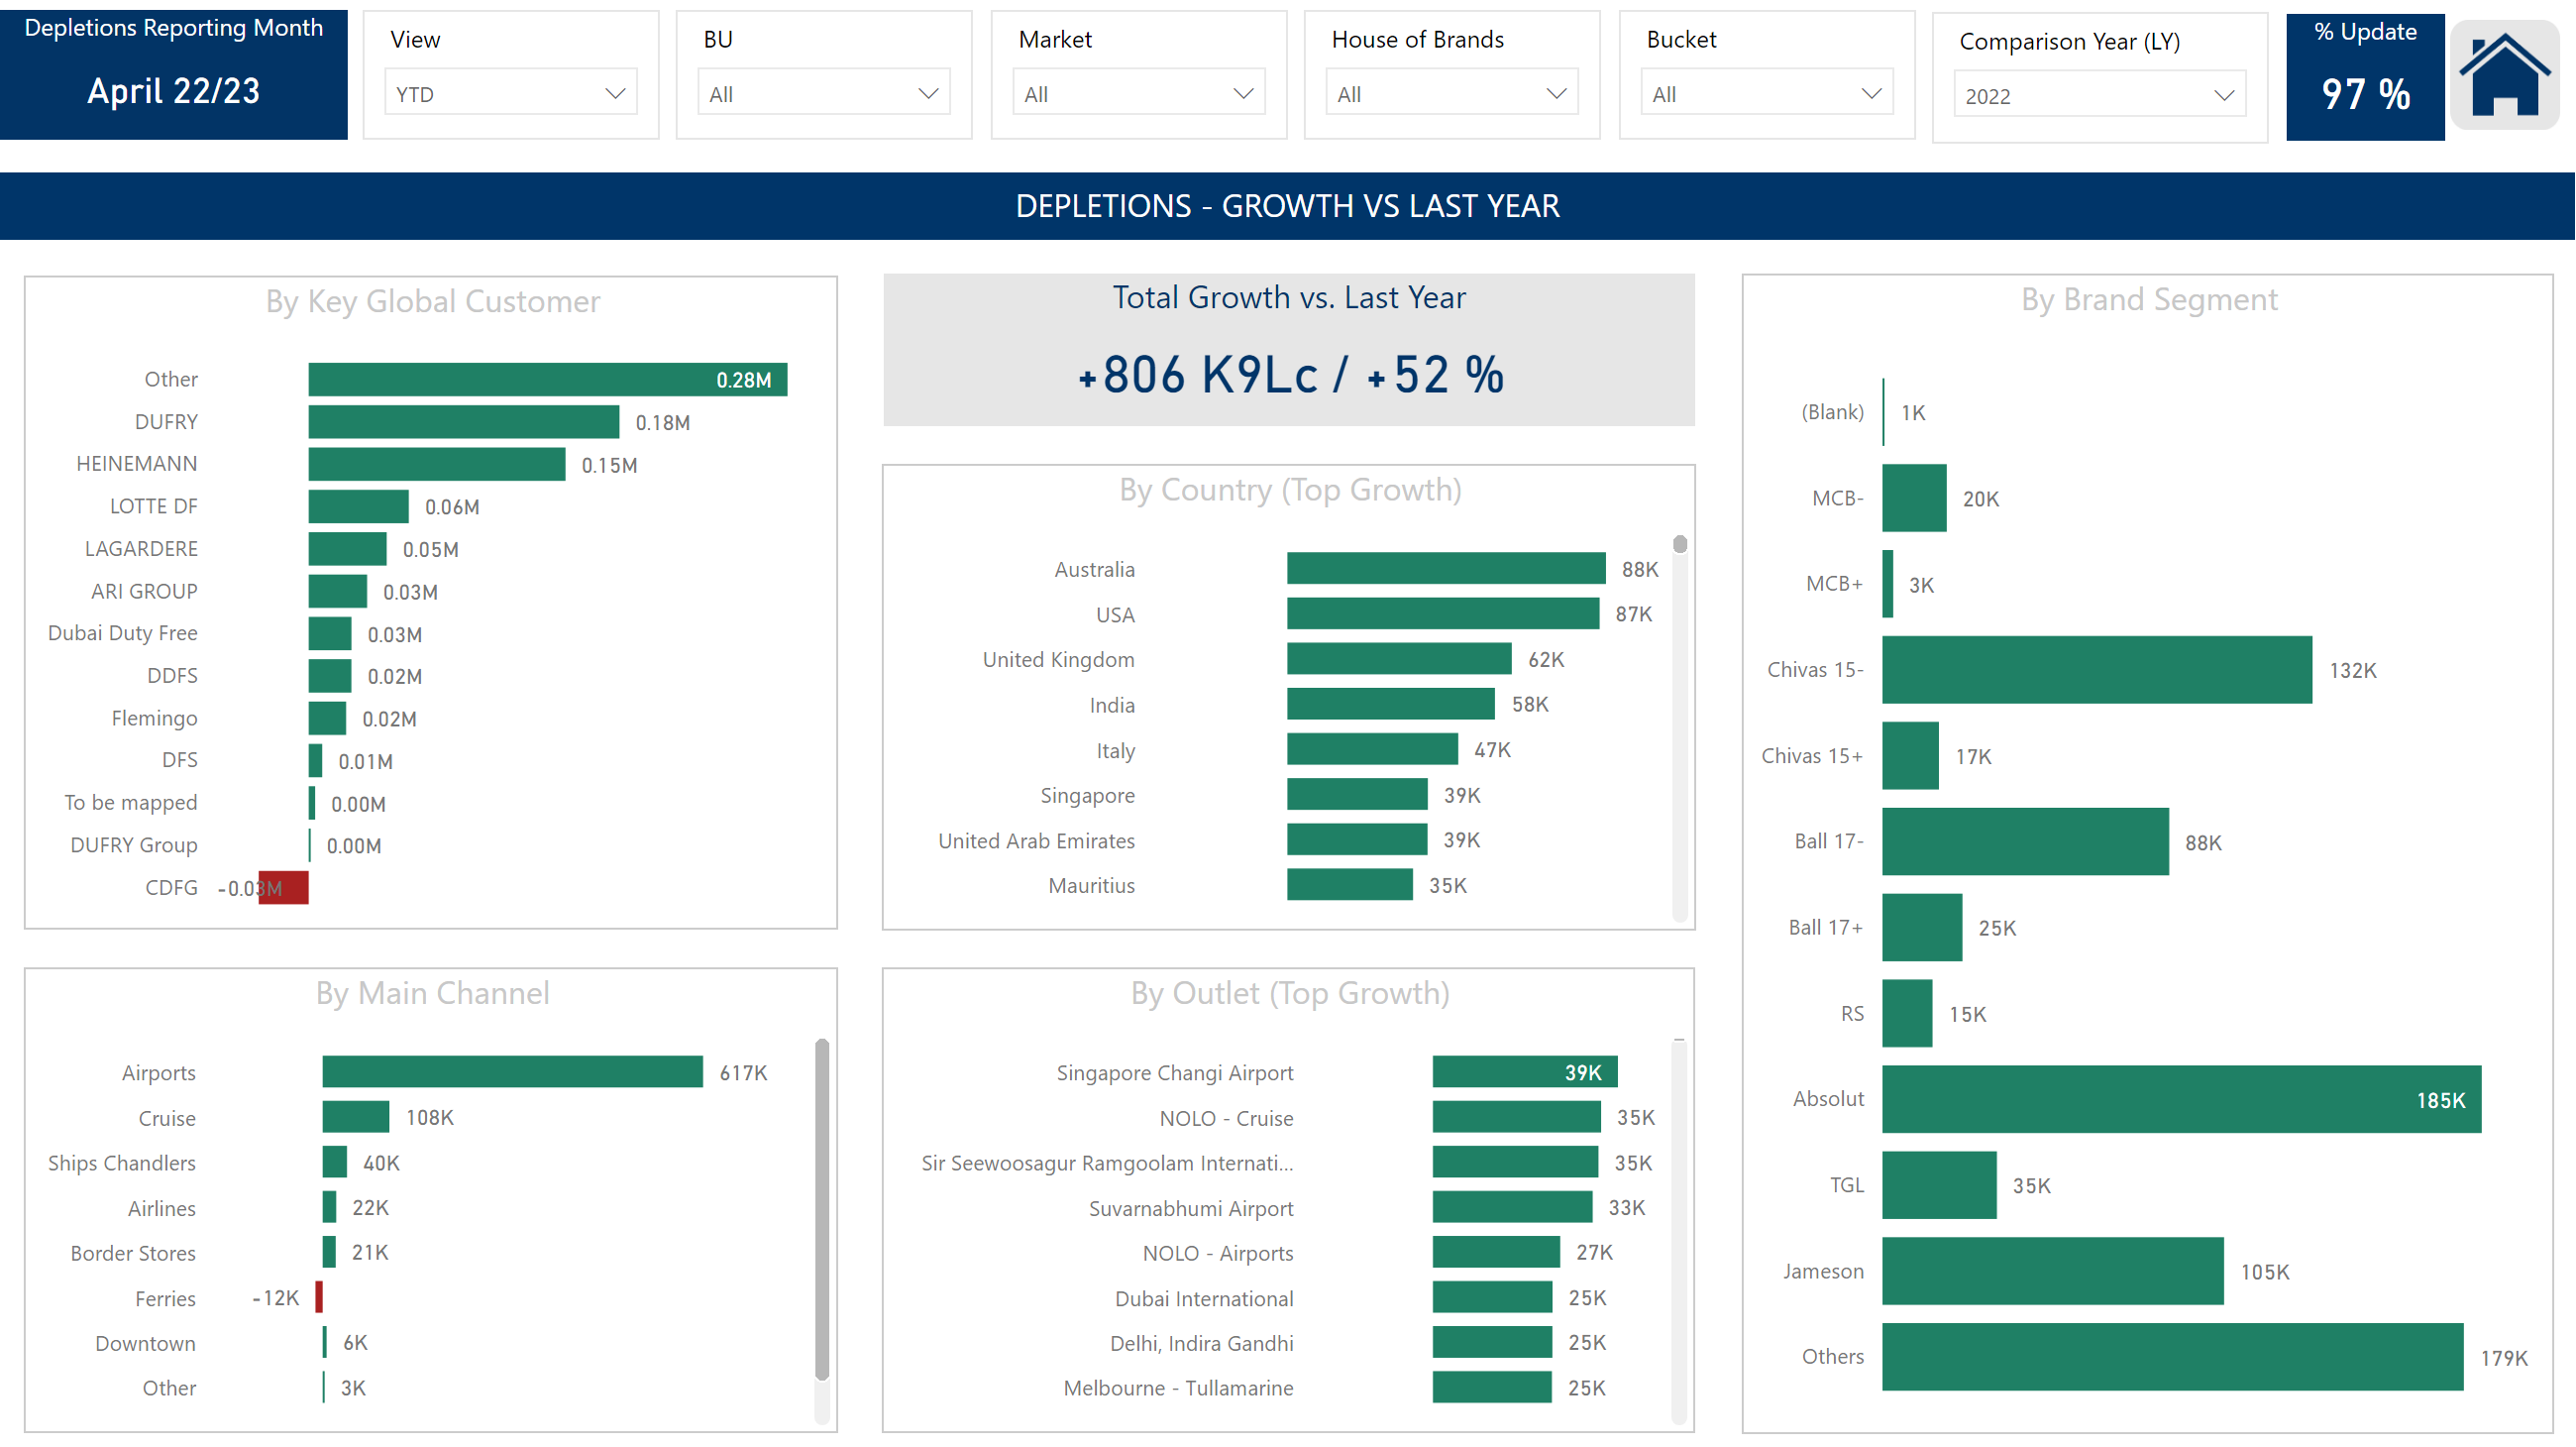 Depletions Reporting Month
April 22/23
View
YTD
BU
All
Market
All
House of Brands
All
Bucket
All
Comparison Year (LY)
2022
% Update
97 %
DEPLETIONS - GROWTH VS LAST YEAR
By Key Global Customer
Other 0.28M
DUFRY 0.18M
HEINEMANN 0.15M
LOTTE DF 0.06M
LAGARDERE 0.05M
ARI GROUP 0.03M
Dubai Duty Free 0.03M
DDFS 0.02M
Flemingo 0.02M
DFS 0.01M
To be mapped 0.00M
DUFRY Group 0.00M
CDFG -0.03M
Total Growth vs. Last Year
+806 K9Lc / +52 %
By Country (Top Growth)
Australia 88K
USA 87K
United Kingdom 62K
India 58K
Italy 47K
Singapore 39K
United Arab Emirates 39K
Mauritius 35K
By Main Channel
Airports 617K
Cruise 108K
Ships Chandlers 40K
Airlines 22K
Border Stores 21K
Ferries -12K
Downtown 6K
Other 3K
By Outlet (Top Growth)
Singapore Changi Airport 39K
NOLO - Cruise 35K
Sir Seewoosagur Ramgoolam Internati... 35K
Suvarnabhumi Airport 33K
NOLO - Airports 27K
Dubai International 25K
Delhi, Indira Gandhi 25K
Melbourne - Tullamarine 25K
By Brand Segment
(Blank) 1K
MCB- 20K
MCB+ 3K
Chivas 15- 132K
Chivas 15+ 17K
Ball 17- 88K
Ball 17+ 25K
RS 15K
Absolut 185K
TGL 35K
Jameson 105K
Others 179K